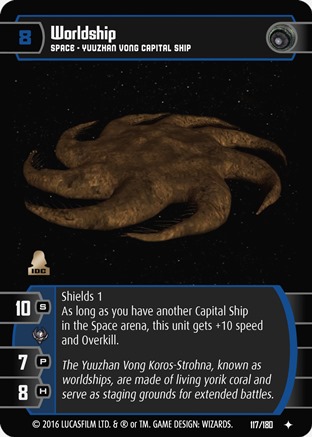 8
Worldship
SPACE - YUUZHAN VONG CAPITAL SHIP
IDC
10 S
Shields 1
As long as you have another Capital Ship
in the Space arena, this unit gets +10 speed
and Overkill.
7 P
The Yuuzhan Vong Koros-Strohna, known as
worldships, are made of living yorik coral and
8 H
serve as staging grounds for extended battles.
© 2016 LUCASFILM LTD. & ® or TM. GAME DESIGN: WIZARDS. 117/180